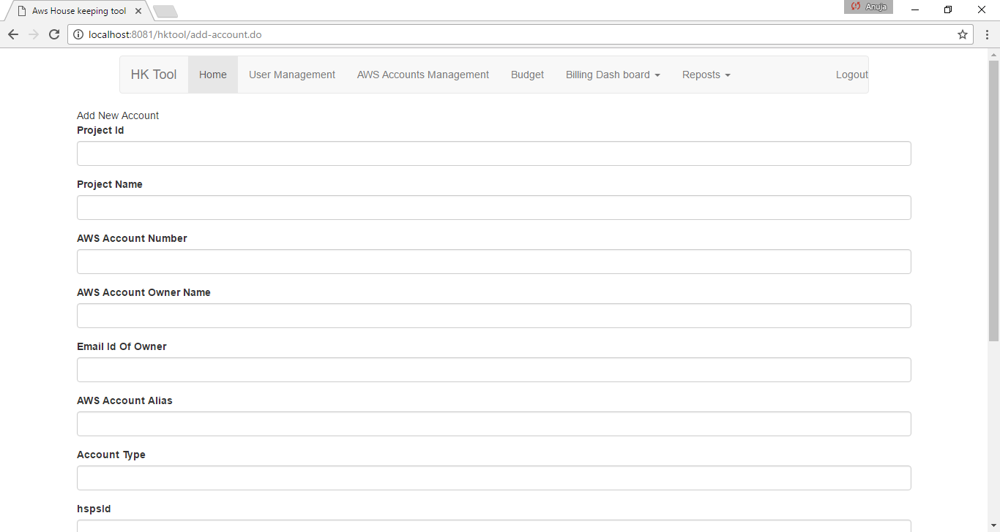 Aws House keeping tool
Anuja
localhost:8081/hktool/add-account.do
HK Tool Home User Management AWS Accounts Management Budget Billing Dash board Reposts Logout
Add New Account
Project Id
Project Name
AWS Account Number
AWS Account Owner Name
Email Id Of Owner
AWS Account Alias
Account Type
hspsId